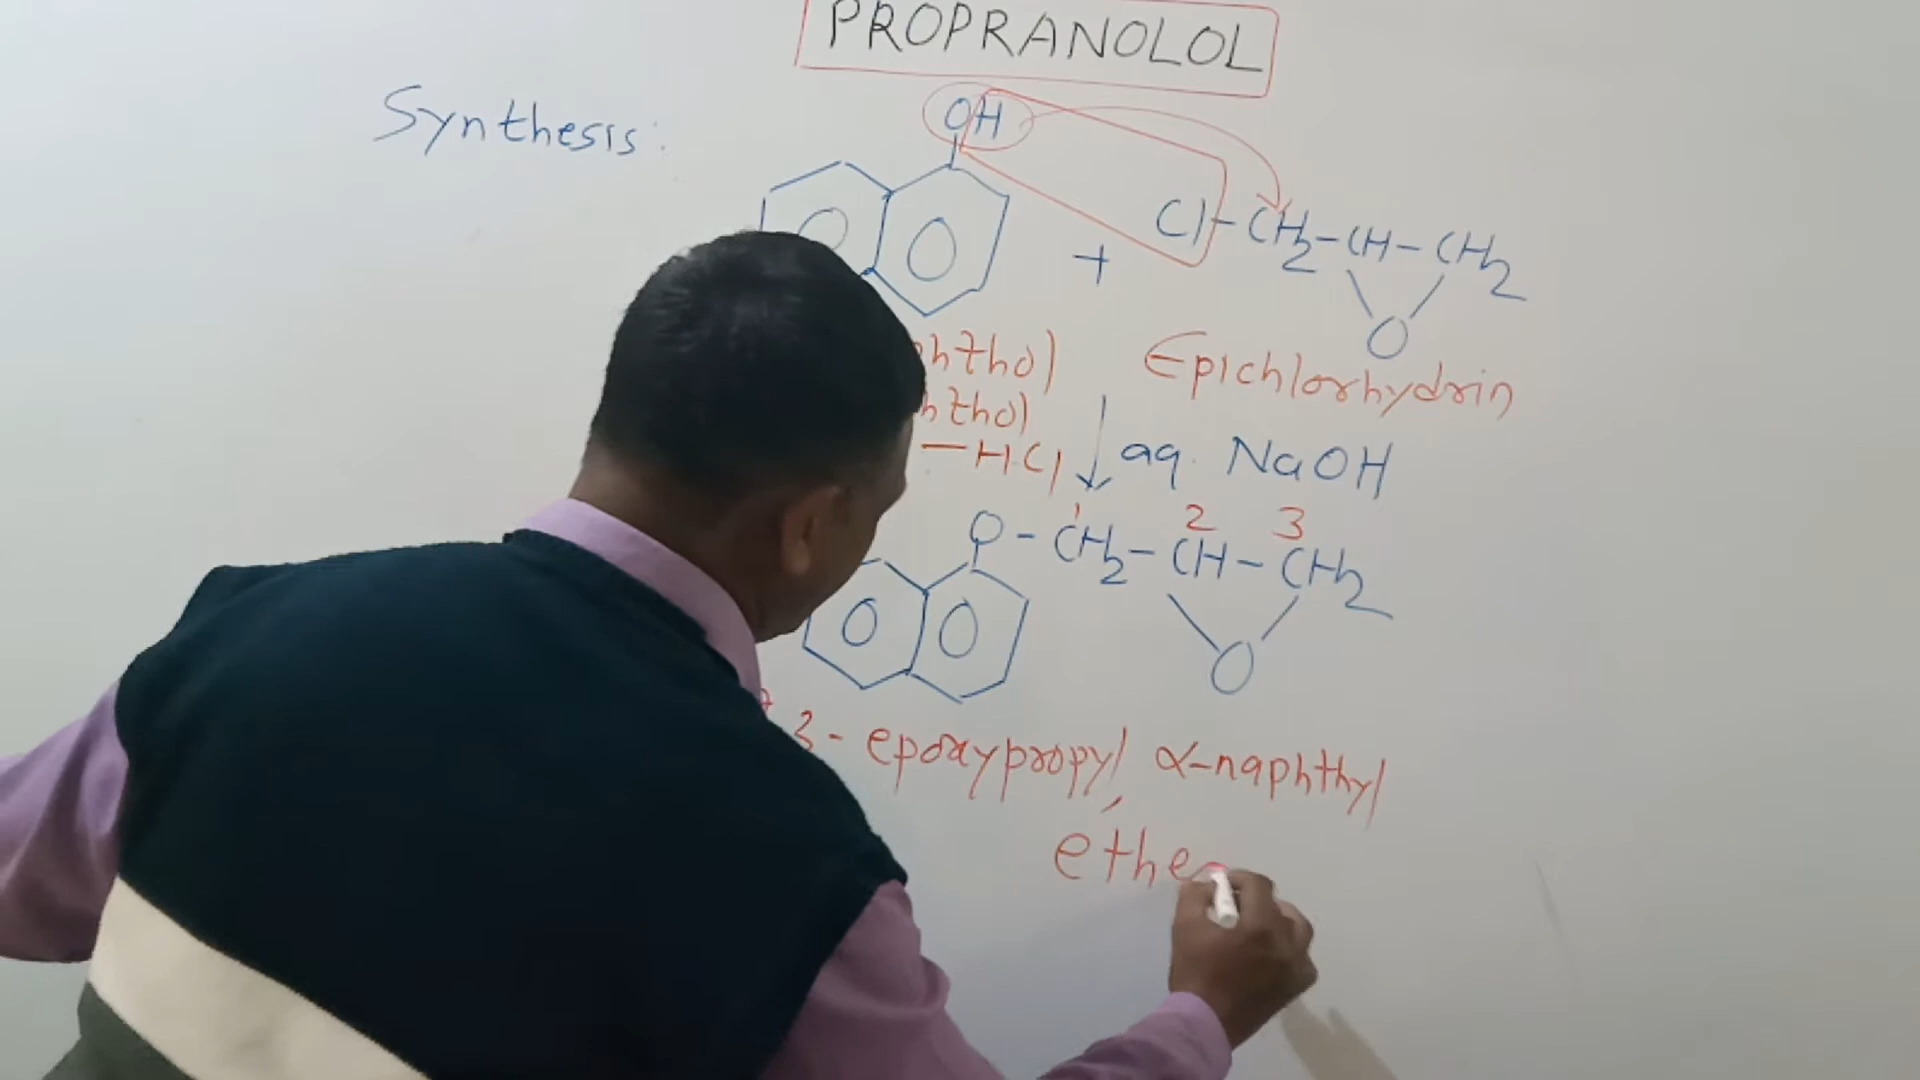 PROPRANOLOL
Synthesis:
OH
+ Cl-CH2-CH-CH2
O
Epichlorhydrin
-HCl aq. NaOH
1 2 3
O-CH2-CH-CH2
O
3-epoxypropyl, α-naphthyl
ethe